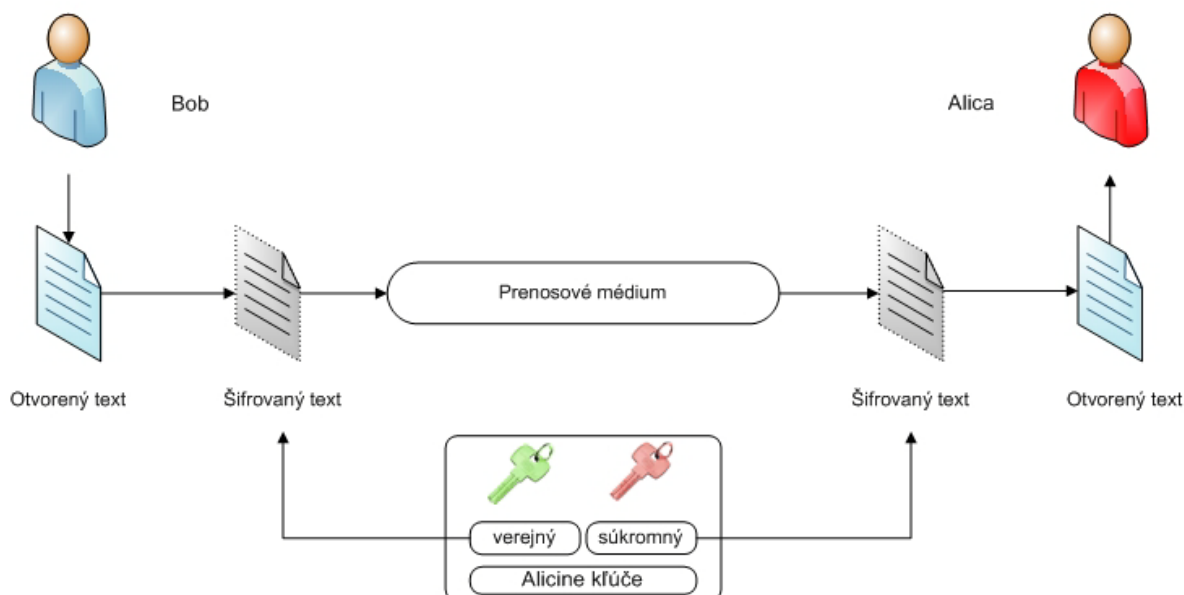 Bob
Alica
Prenosové médium
Otvorený text
Šifrovaný text
Šifrovaný text
Otvorený text
verejný
súkromný
Alicine kľúče